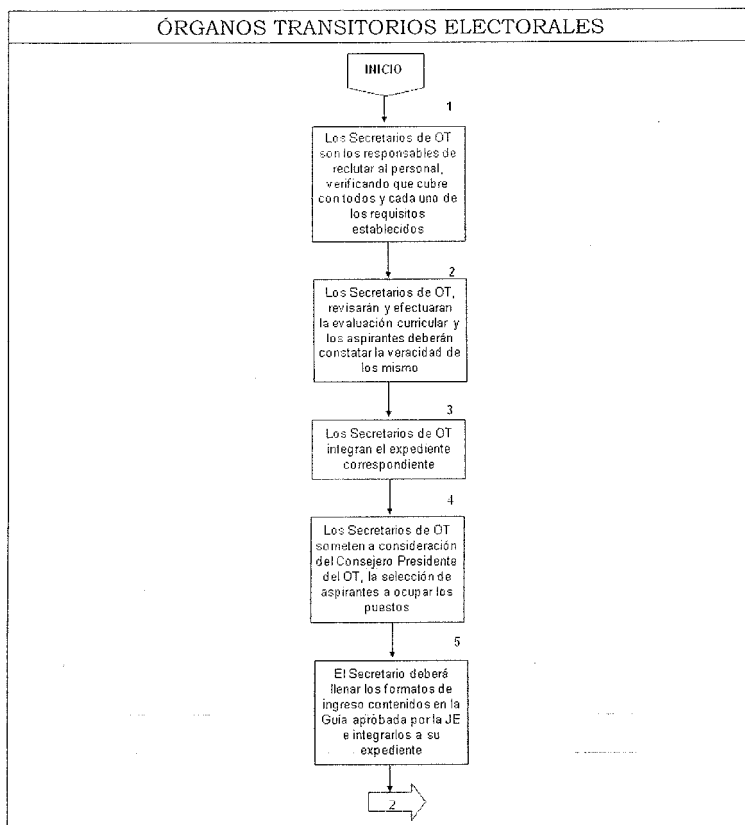 ÓRGANOS TRANSITORIOS ELECTORALES
INICIO
1
Los Secretarios de OT
son los responsables de
reclutar al personal,
verificando que cubre
con todos y cada uno de
los requisitos
establecidos
2
Los Secretarios de OT,
revisarán y efectuaran
la evaluación curricular y
los aspirantes deberán
constatar la veracidad de
los mismo
3
Los Secretarios de OT
integran el expediente
correspondiente
4
Los Secretarios de OT
someten a consideración
del Consejero Presidente
del OT, la selección de
aspirantes a ocupar los
puestos
5
El Secretario deberá
llenar los formatos de
ingreso contenidos en la
Guía aprobada por la JE
e integrarlos a su
expediente
2